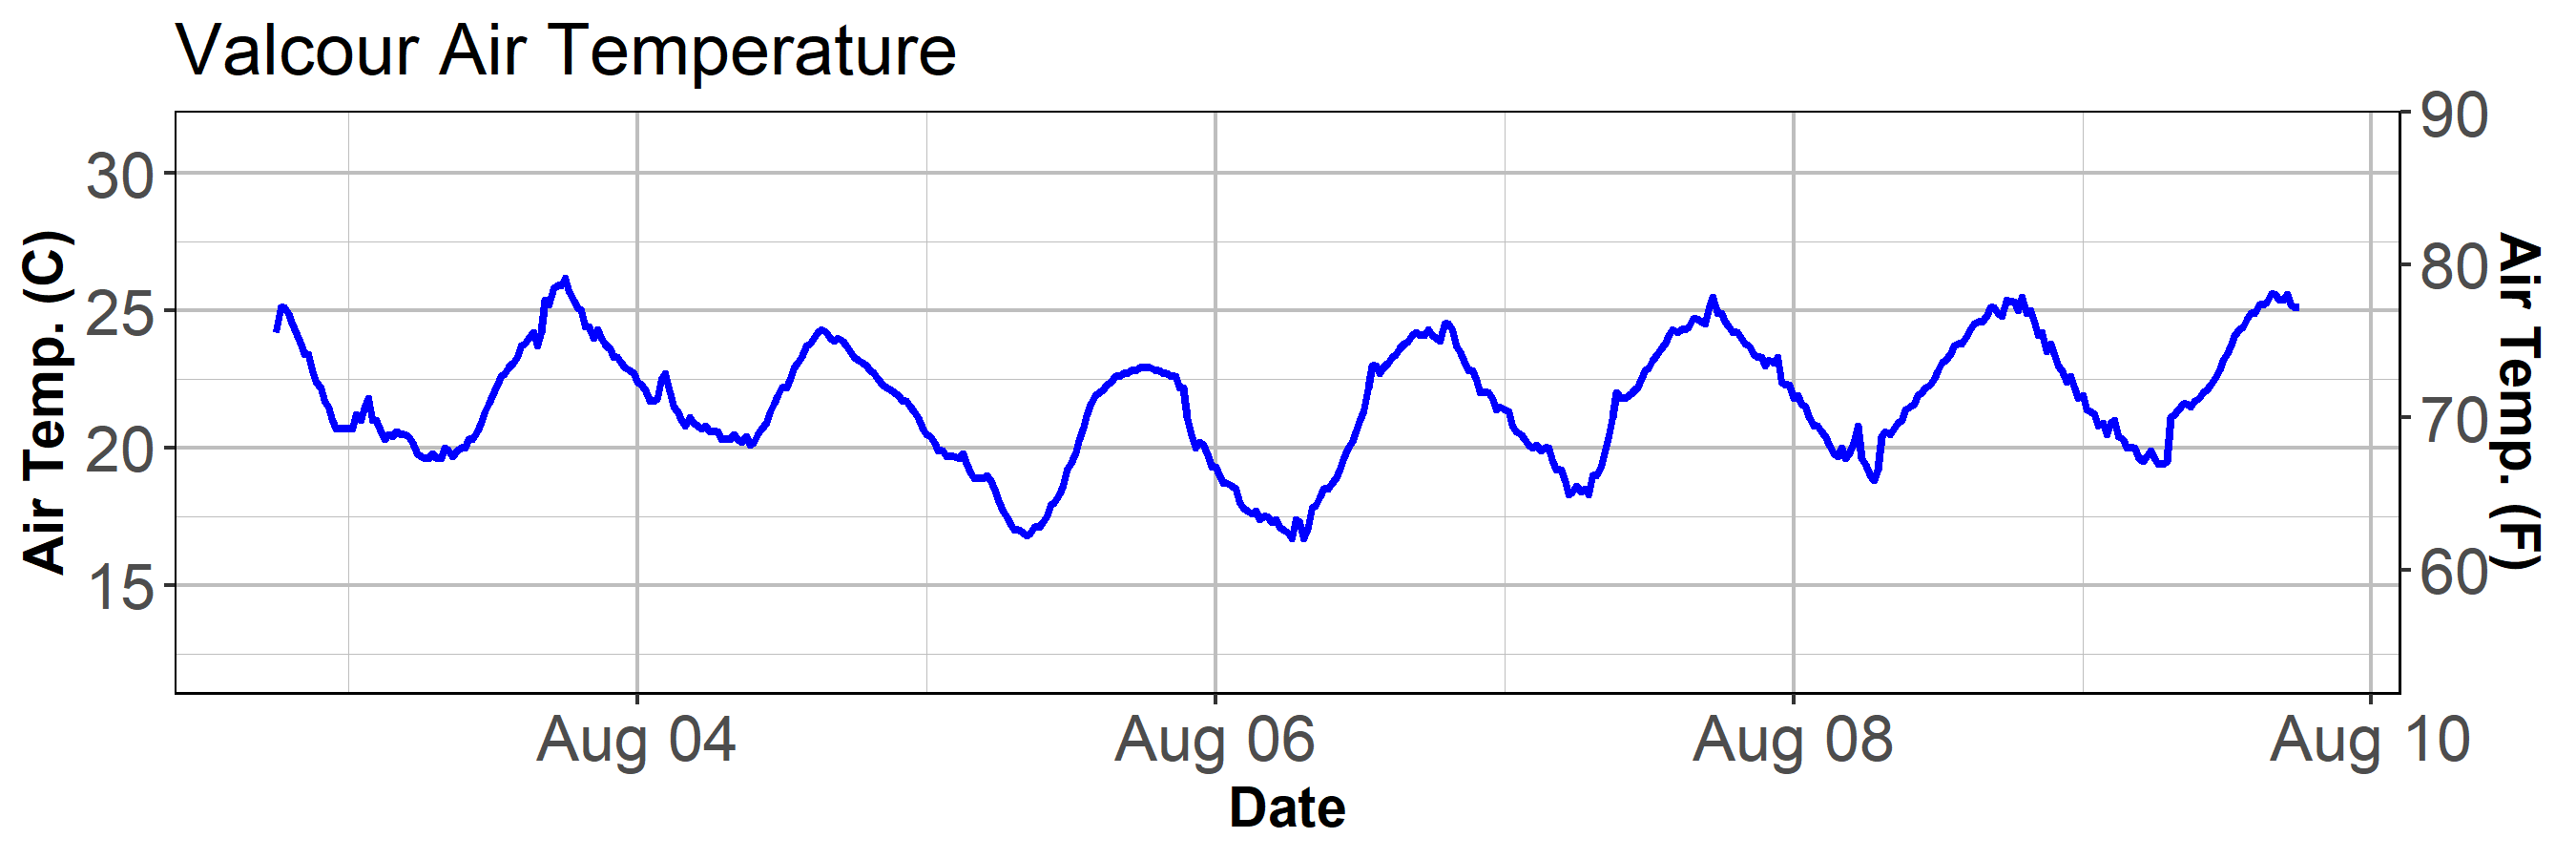 Valcour Air Temperature
Air Temp. (C)
30
25
20
15
90
80
70
60
Air Temp. (F)
Aug 04
Aug 06
Aug 08
Aug 10
Date